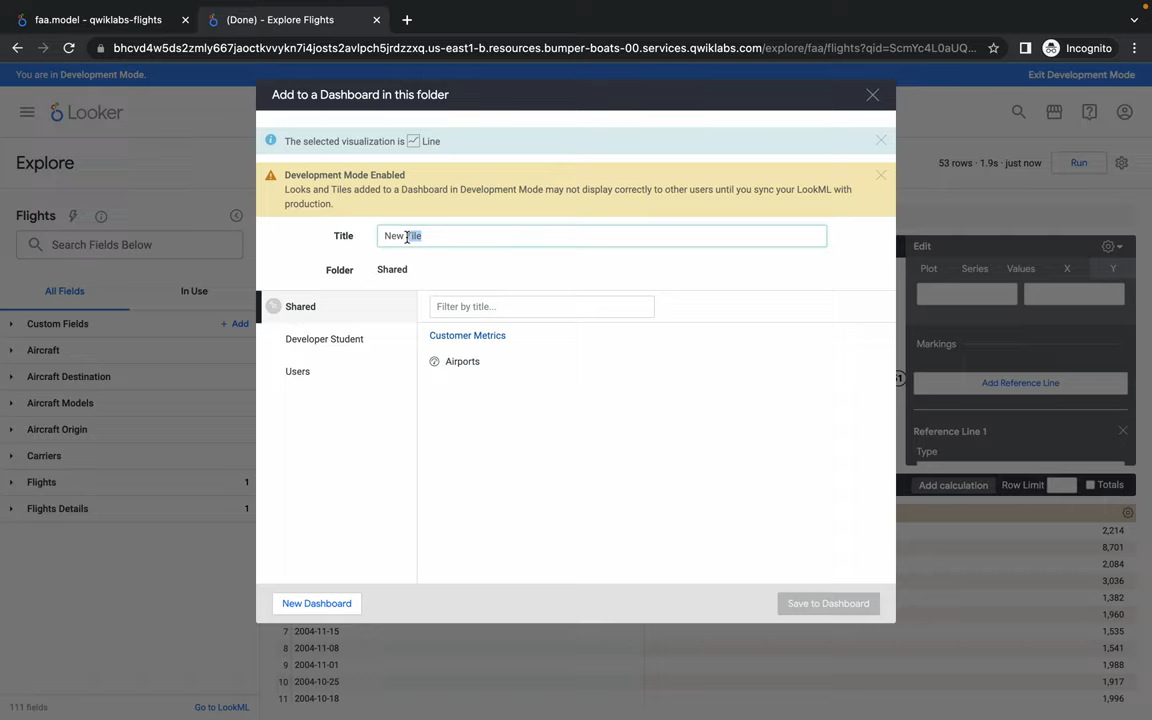 faa.model - qwiklabs-flights
(Done) - Explore Flights
bhcvd4w5ds2zmly667jaoctkvvykn7i4josts2avlpch5jrdzzxq.us-east1-b.resources.bumper-boats-00.services.qwiklabs.com/explore/faa/flights?qid=ScmYc4L0aUQ...
Incognito
You are in Development Mode.
Exit Development Mode
Looker
Explore
53 rows · 1.9s · just now
Run
Flights
Search Fields Below
All Fields
In Use
Custom Fields
+ Add
Aircraft
Aircraft Destination
Aircraft Models
Aircraft Origin
Carriers
Flights 1
Flights Details 1
111 fields
Go to LookML
Add to a Dashboard in this folder
The selected visualization is Line
Development Mode Enabled
Looks and Tiles added to a Dashboard in Development Mode may not display correctly to other users until you sync your LookML with
production.
Title
New Tile
Folder
Shared
Shared
Developer Student
Users
Filter by title...
Customer Metrics
Airports
New Dashboard
Save to Dashboard
Edit
Plot Series Values X Y
Markings
Add Reference Line
Reference Line 1
Type
Add calculation
Row Limit
Totals
2,214
8,701
2,084
3,036
1,382
1,960
7 2004-11-15 1,535
8 2004-11-08 1,541
9 2004-11-01 1,988
10 2004-10-25 1,917
11 2004-10-18 1,996